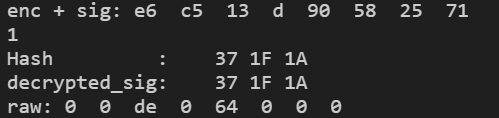 enc + sig: e6 c5 13 d 90 58 25 71
1
Hash : 37 1F 1A
decrypted_sig: 37 1F 1A
raw: 0 0 de 0 64 0 0 0